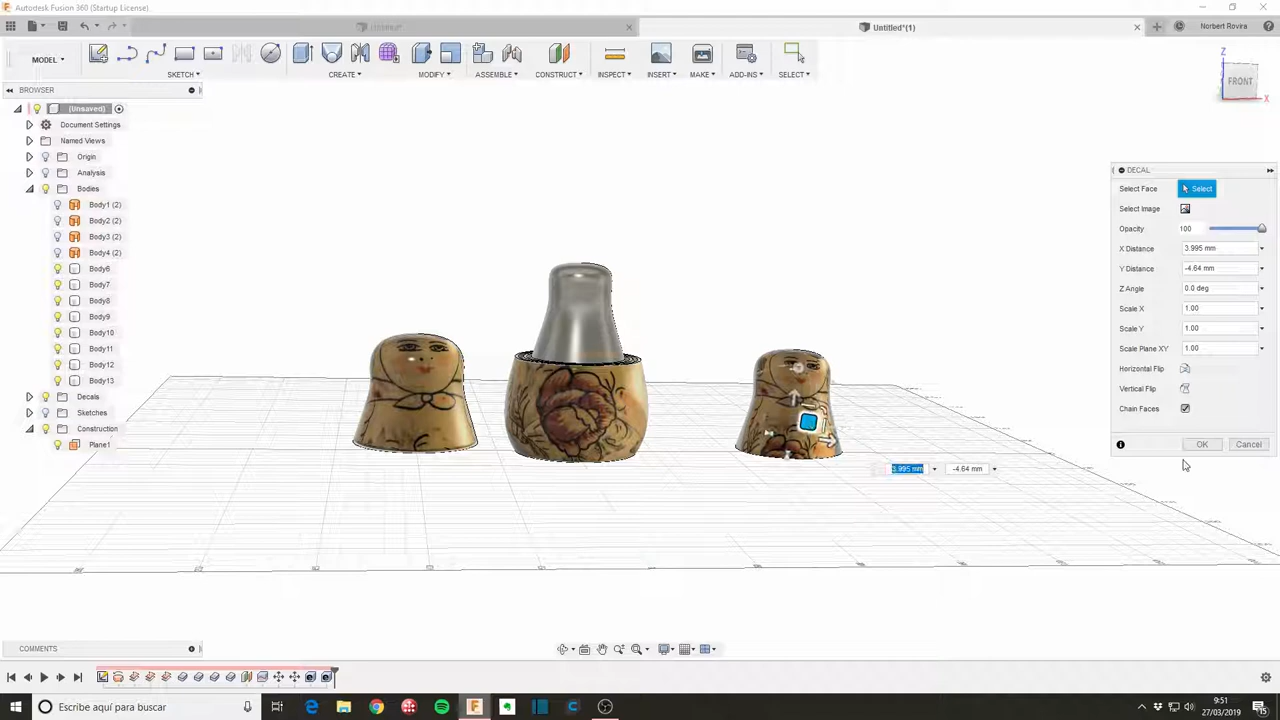 Autodesk Fusion 360 (Startup License)
Untitled*(1)
Norbert Rovira
MODEL
SKETCH
CREATE
MODIFY
ASSEMBLE
CONSTRUCT
INSPECT
INSERT
MAKE
ADD-INS
SELECT
BROWSER
(Unsaved)
Document Settings
Named Views
Origin
Analysis
Bodies
Body1 (2)
Body2 (2)
Body3 (2)
Body4 (2)
Body6
Body7
Body8
Body9
Body10
Body11
Body12
Body13
Decals
Sketches
Construction
Plane1
Z
FRONT
X
DECAL
Select Face Select
Select Image
Opacity 100
X Distance 3.995 mm
Y Distance -4.64 mm
Z Angle 0.0 deg
Scale X 1.00
Scale Y 1.00
Scale Plane XY 1.00
Horizontal Flip
Vertical Flip
Chain Faces
OK Cancel
3.995 mm -4.64 mm
COMMENTS
Escribe aquí para buscar
9:51
27/03/2019
15